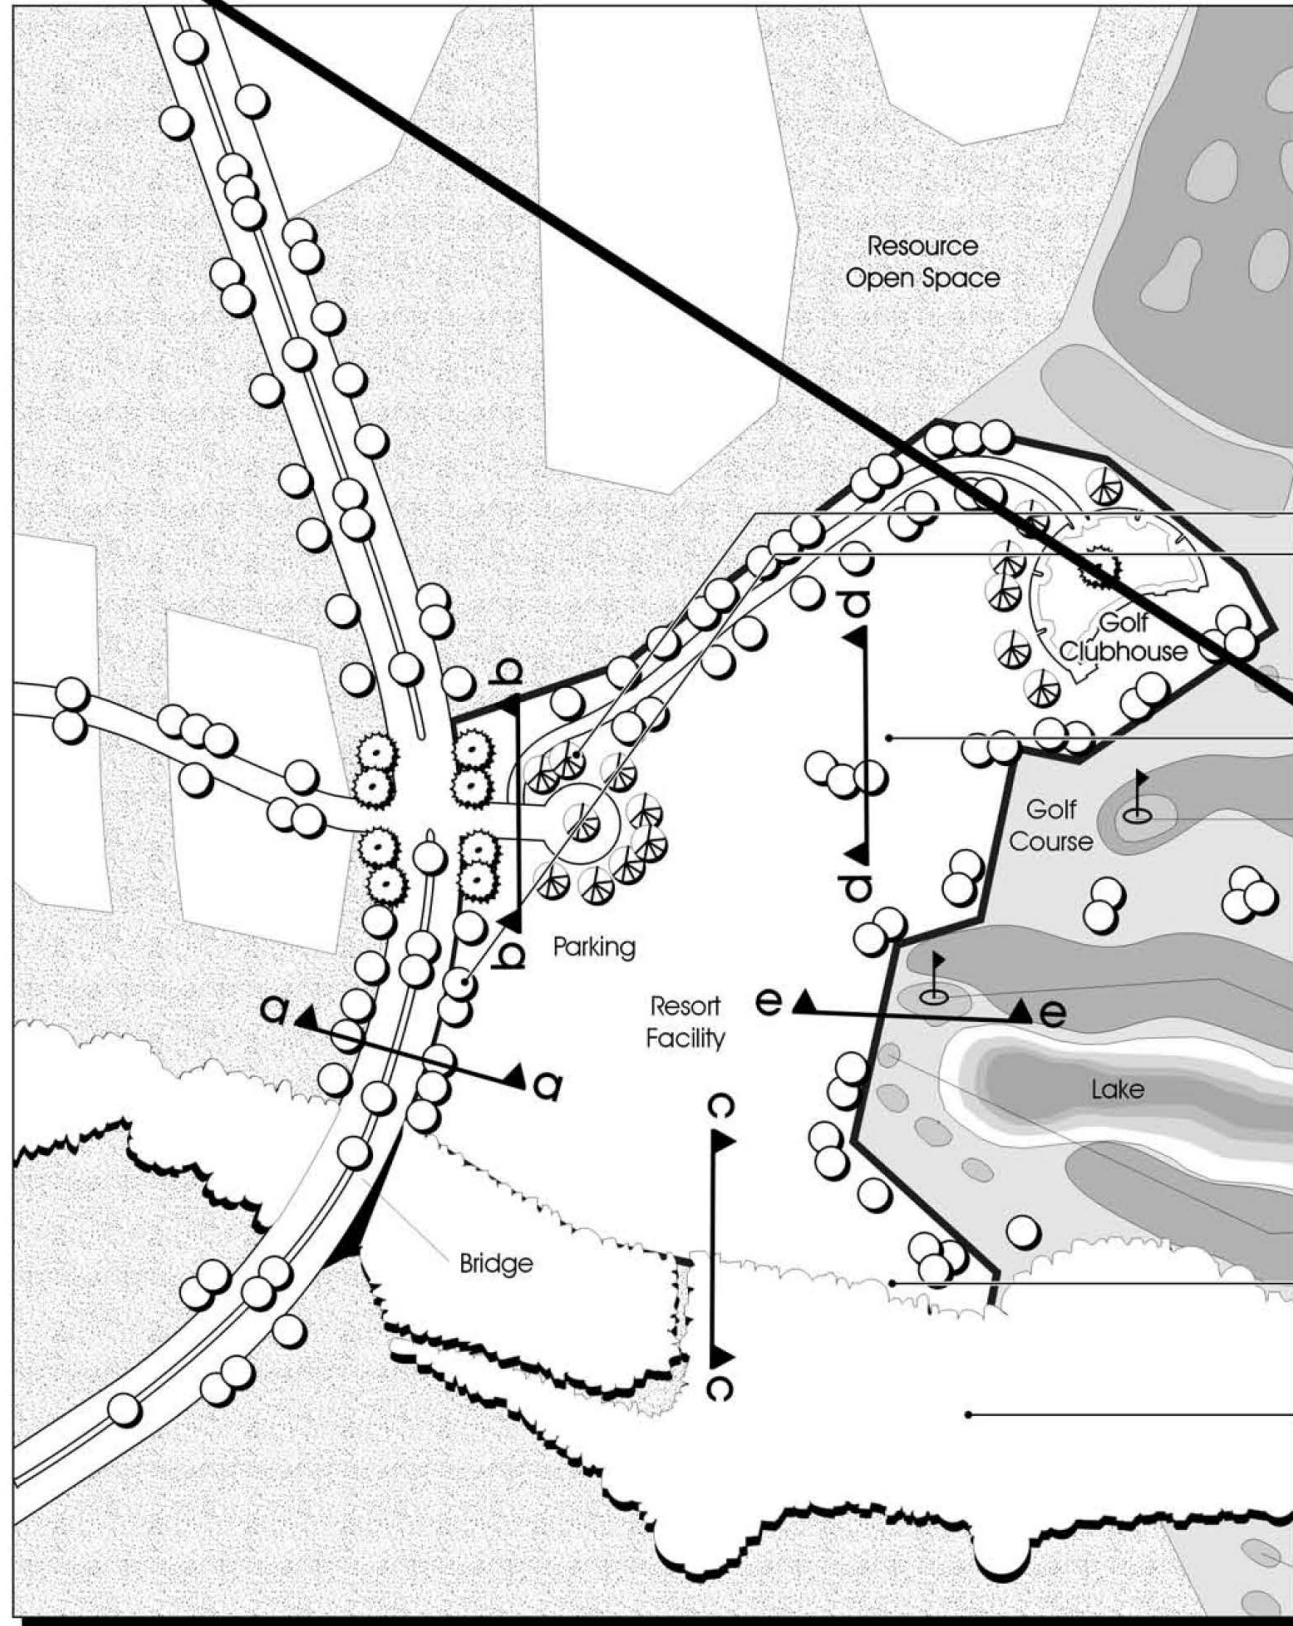 Resource
Open Space
d
Golf
Clubhouse
b
Golf
Course
d
b
Parking
a
e
e
Resort
Facility
a
Lake
c
Bridge
c